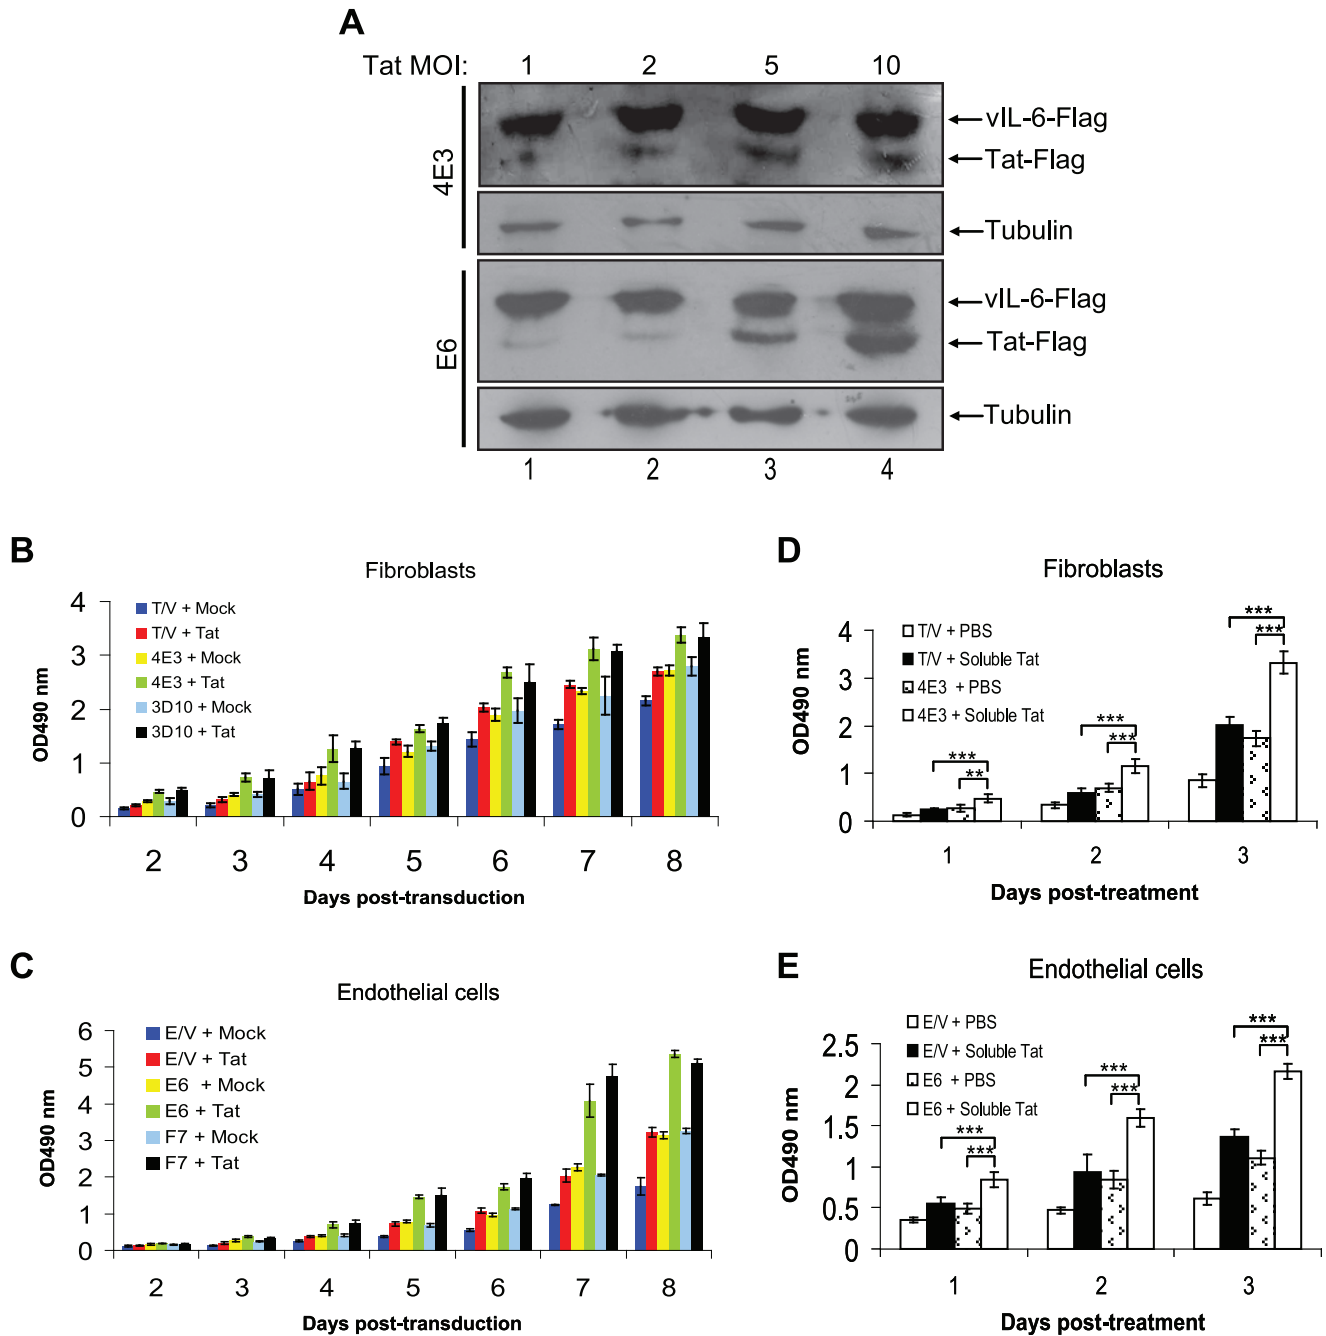 A
Tat MOI: 1 2 5 10
4E3
vIL-6-Flag
Tat-Flag
Tubulin
E6
vIL-6-Flag
Tat-Flag
Tubulin
1 2 3 4
B
Fibroblasts
OD490 nm
4
3
2
1
0
T/V + Mock
T/V + Tat
4E3 + Mock
4E3 + Tat
3D10 + Mock
3D10 + Tat
2 3 4 5 6 7 8
Days post-transduction
D
Fibroblasts
OD490 nm
4
3
2
1
0
T/V + PBS
T/V + Soluble Tat
4E3 + PBS
4E3 + Soluble Tat
*** **
*** ***
*** ***
1 2 3
Days post-treatment
C
Endothelial cells
OD490 nm
6
5
4
3
2
1
0
E/V + Mock
E/V + Tat
E6 + Mock
E6 + Tat
F7 + Mock
F7 + Tat
2 3 4 5 6 7 8
Days post-transduction
E
Endothelial cells
OD490 nm
2.5
2
1.5
1
0.5
0
E/V + PBS
E/V + Soluble Tat
E6 + PBS
E6 + Soluble Tat
*** ***
*** ***
*** ***
1 2 3
Days post-treatment